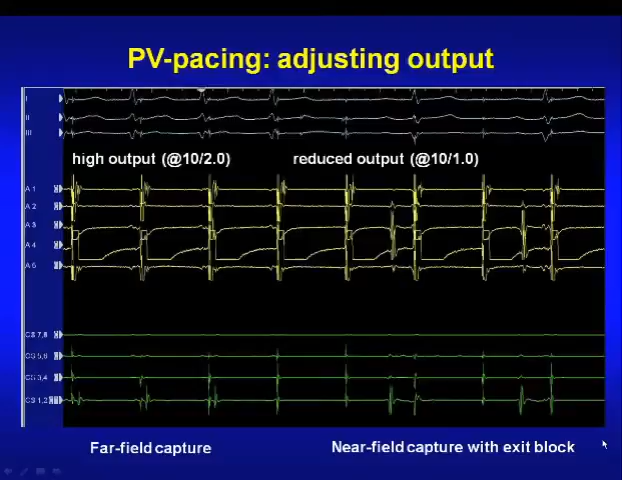 PV-pacing: adjusting output
I
II
III
high output (@10/2.0)
reduced output (@10/1.0)
A 1
A 2
A 3
A 4
CS 7,8
CS 5,6
CS 3,4
CS 1,2
Far-field capture
Near-field capture with exit block